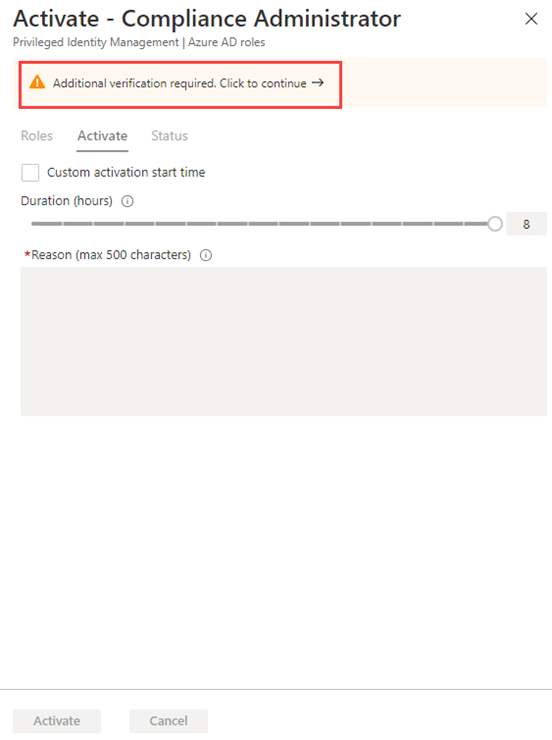 Activate - Compliance Administrator
Privileged Identity Management | Azure AD roles
Additional verification required. Click to continue →
Roles Activate Status
Custom activation start time
Duration (hours)
8
*Reason (max 500 characters)
Activate Cancel